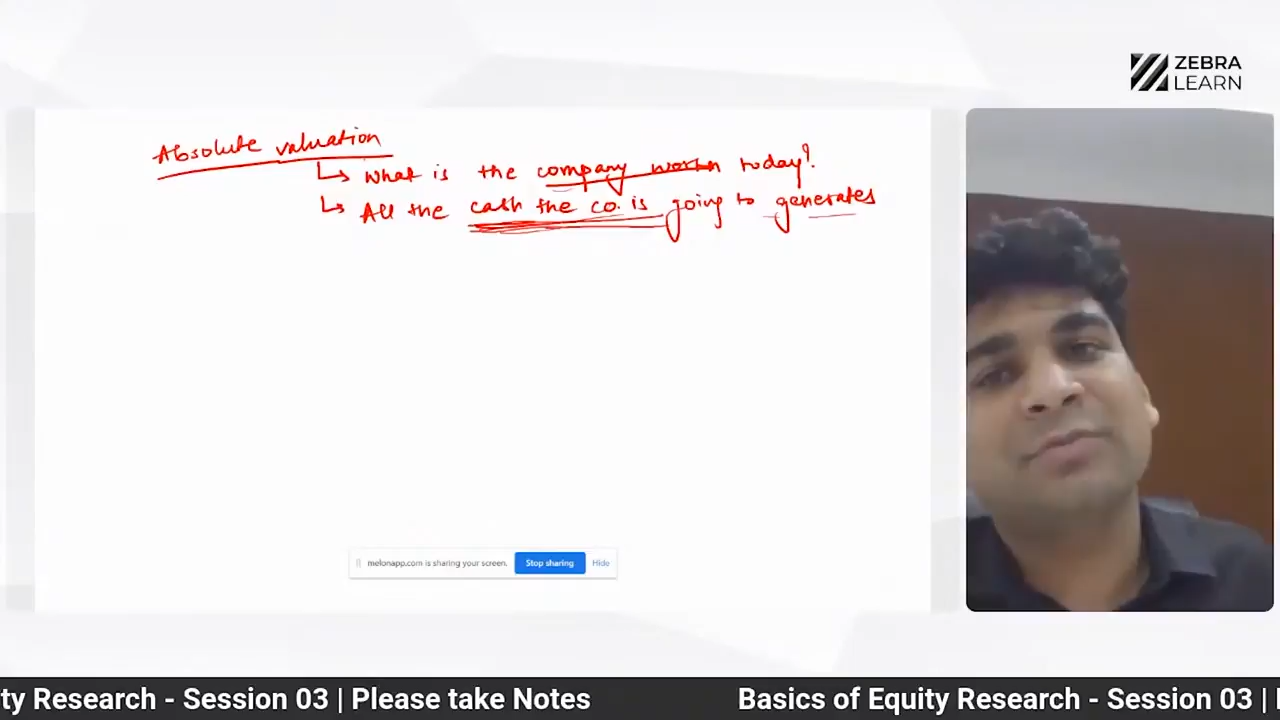 ZEBRA
LEARN
Absolute valuation
↳ What is the company worth today?
↳ All the cash the co. is going to generates
melonapp.com is sharing your screen.
Stop sharing
Hide
ty Research - Session 03 | Please take Notes
Basics of Equity Research - Session 03 |